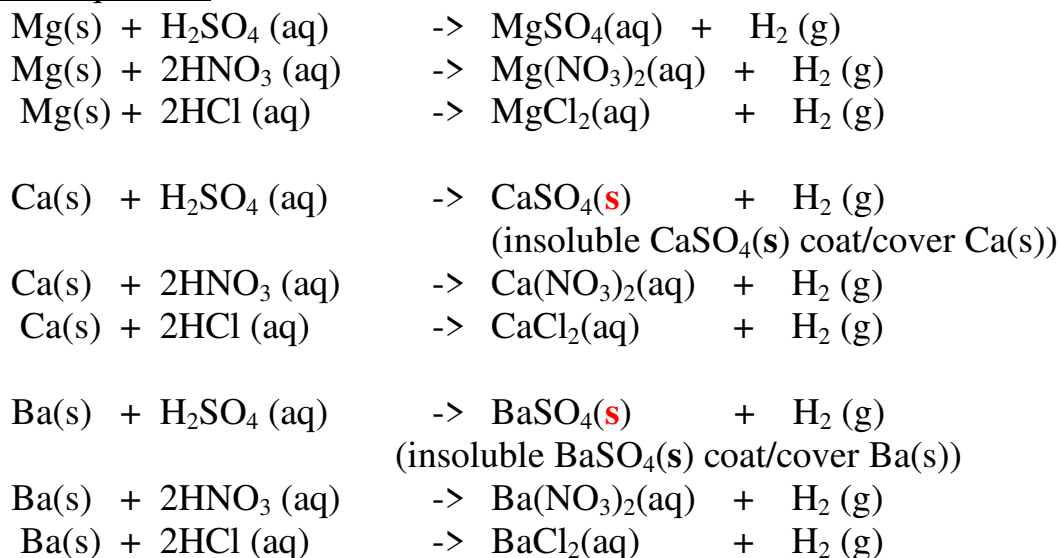 Mg(s) + H₂SO₄ (aq) -> MgSO₄(aq) + H₂ (g)
Mg(s) + 2HNO₃ (aq) -> Mg(NO₃)₂(aq) + H₂ (g)
Mg(s) + 2HCl (aq) -> MgCl₂(aq) + H₂ (g)
Ca(s) + H₂SO₄ (aq) -> CaSO₄(s) + H₂ (g)
(insoluble CaSO₄(s) coat/cover Ca(s))
Ca(s) + 2HNO₃ (aq) -> Ca(NO₃)₂(aq) + H₂ (g)
Ca(s) + 2HCl (aq) -> CaCl₂(aq) + H₂ (g)
Ba(s) + H₂SO₄ (aq) -> BaSO₄(s) + H₂ (g)
(insoluble BaSO₄(s) coat/cover Ba(s))
Ba(s) + 2HNO₃ (aq) -> Ba(NO₃)₂(aq) + H₂ (g)
Ba(s) + 2HCl (aq) -> BaCl₂(aq) + H₂ (g)